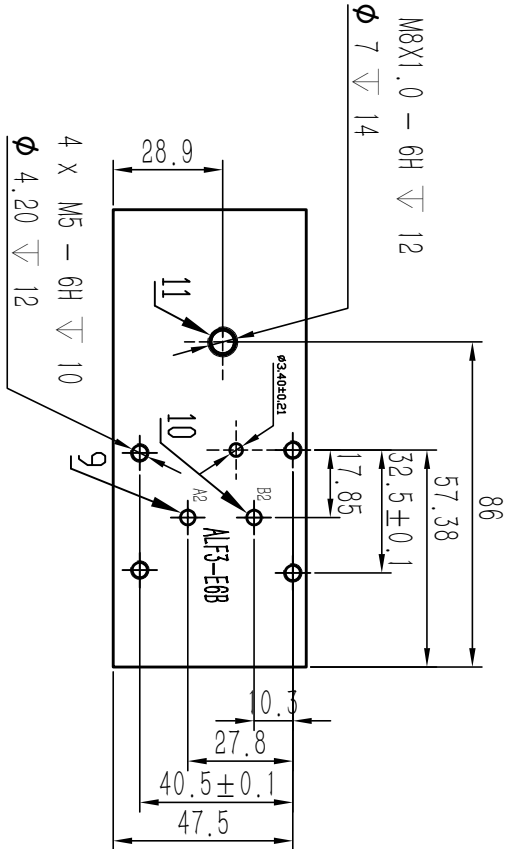 M8X1.0 - 6H ↧ 12
ϕ 7 ↧ 14
28.9
4 x M5 - 6H ↧ 10
ϕ 4.20 ↧ 12
11
ø3.40±0.21
10
9
A2
B2
ALF3-E6B
17.85
32.5±0.1
57.38
86
10.3
27.8
40.5±0.1
47.5